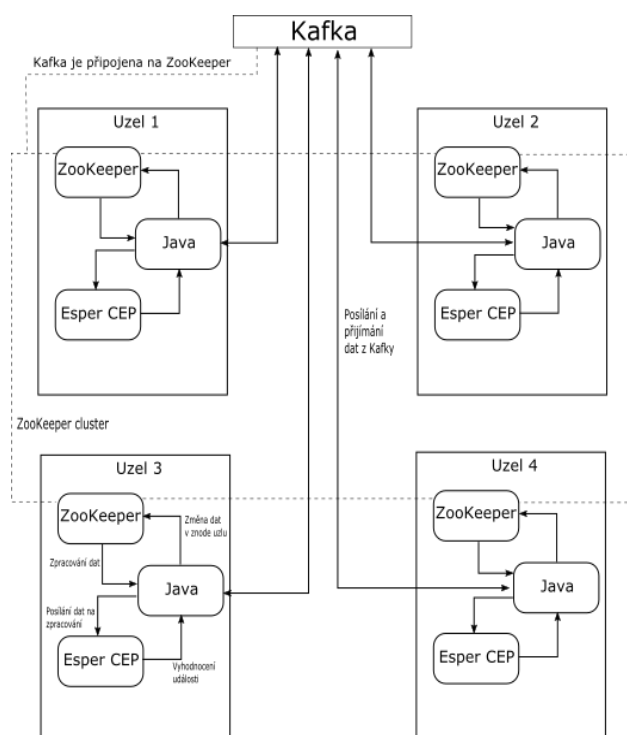 Kafka
Kafka je připojena na ZooKeeper
Uzel 1
ZooKeeper
Java
Esper CEP
Uzel 2
ZooKeeper
Java
Esper CEP
Posílání a
přijímání
dat z Kafky
ZooKeeper cluster
Uzel 3
ZooKeeper
Změna dat
v znode uzlu
Zpracování dat
Java
Posílání dat na
zpracování
Esper CEP
Vyhodnocení
události
Uzel 4
ZooKeeper
Java
Esper CEP